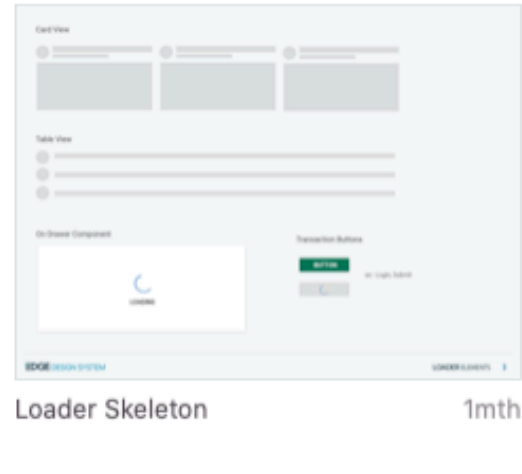 Card View
Table View
On Drawer Component
Transaction Buttons
BUTTON
ex: Login, Submit
LOADING
EDGE DESIGN SYSTEM
LOADER ELEMENTS
Loader Skeleton
1mth